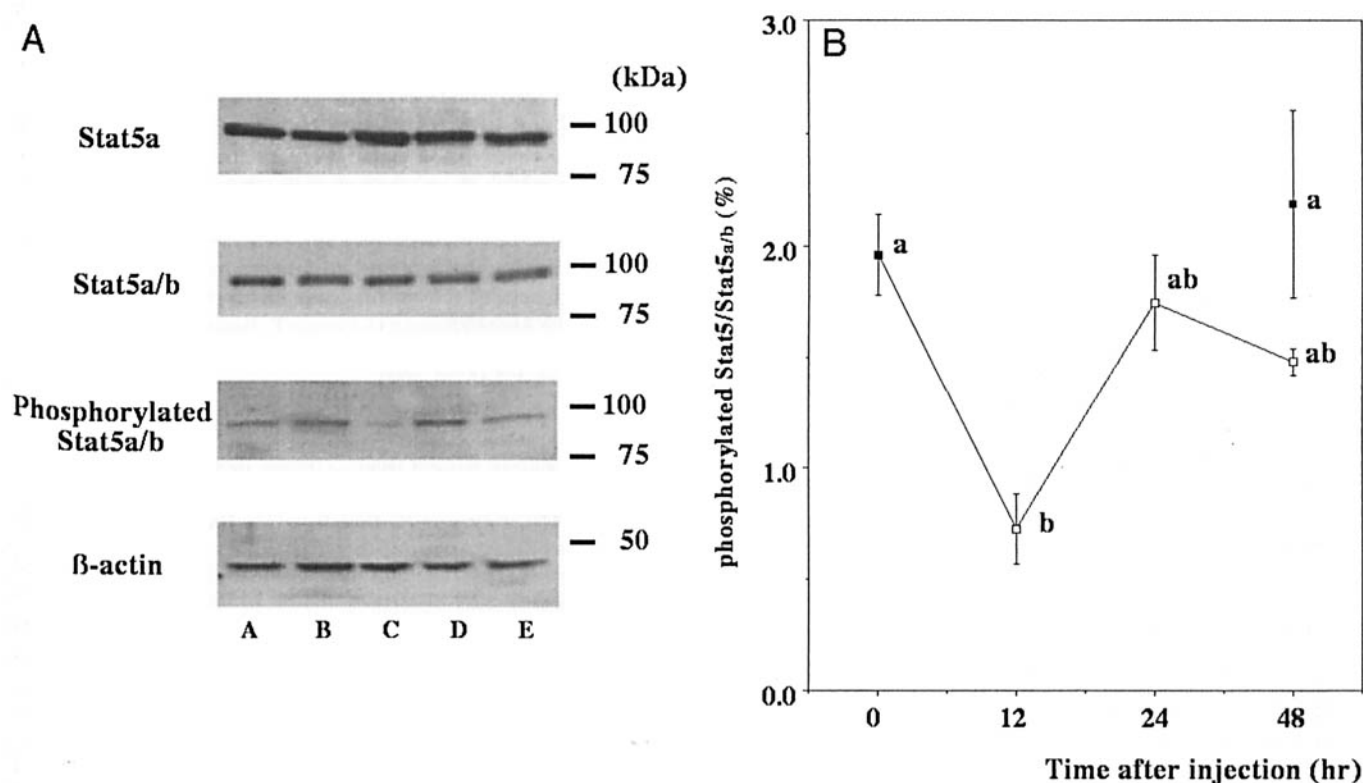 A
(kDa)
Stat5a
100
75
Stat5a/b
100
75
Phosphorylated
Stat5a/b
100
75
ß-actin
50
A B C D E
B
phosphorylated Stat5/Stat5a/b (%)
3.0
2.0
1.0
0.0
a
b
ab
a
ab
0 12 24 48
Time after injection (hr)